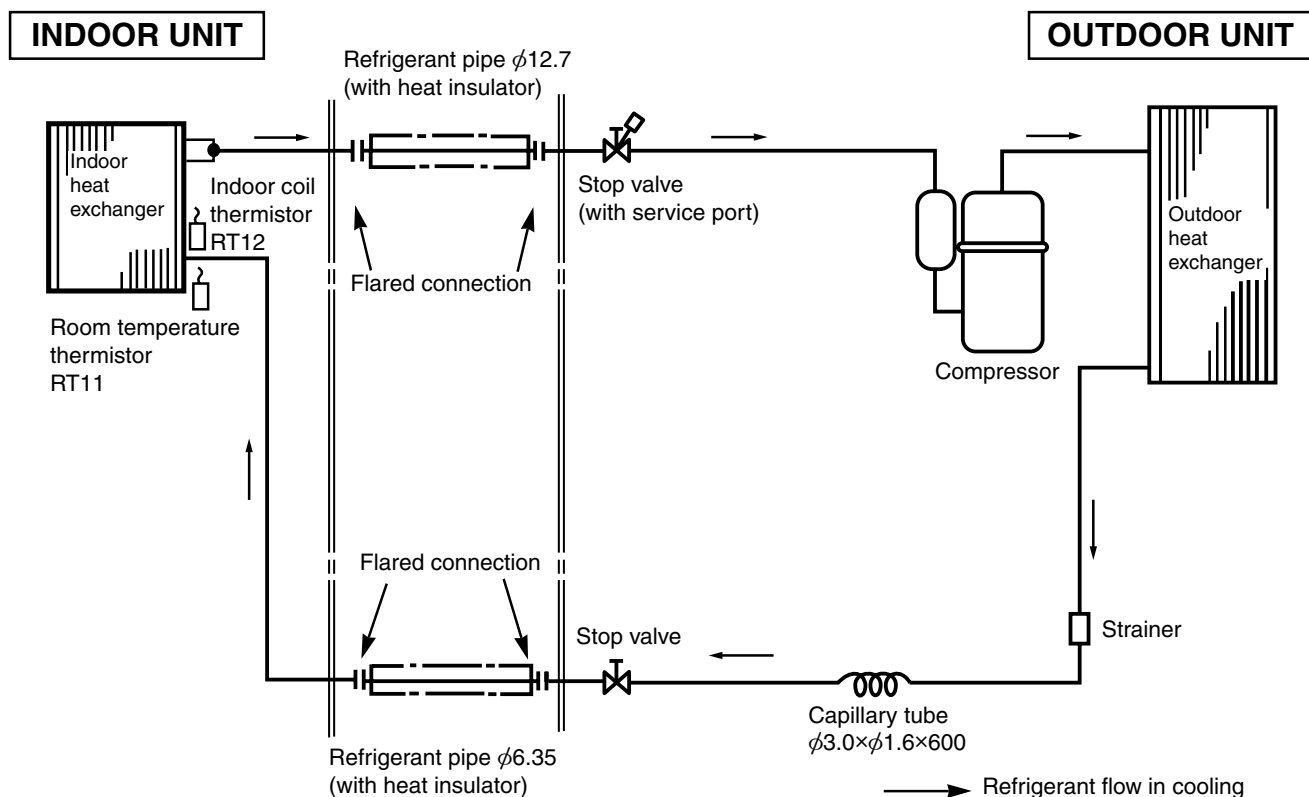 INDOOR UNIT
OUTDOOR UNIT
Refrigerant pipe ϕ12.7
(with heat insulator)
Indoor
heat
exchanger
Indoor coil
thermistor
RT12
Stop valve
(with service port)
Outdoor
heat
exchanger
Flared connection
Room temperature
thermistor
RT11
Compressor
Flared connection
Stop valve
Strainer
Capillary tube
ϕ3.0×ϕ1.6×600
Refrigerant pipe ϕ6.35
(with heat insulator)
Refrigerant flow in cooling